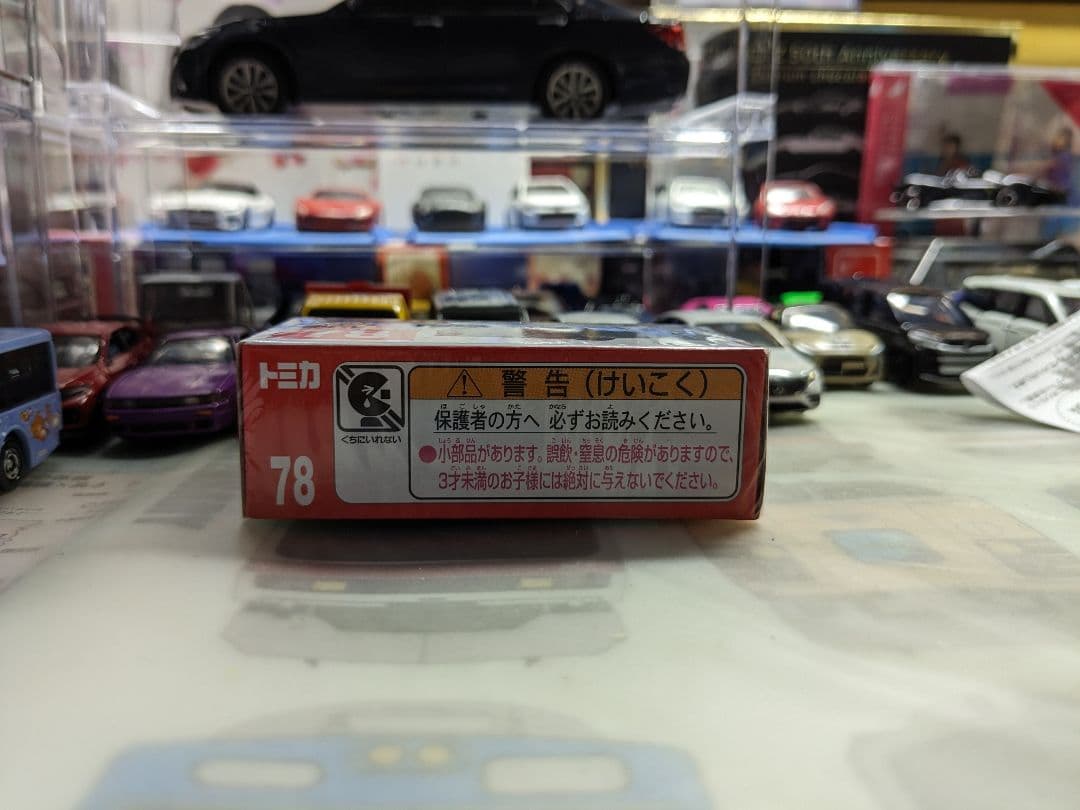 50th Anniversary
トミカ
78
くちにいれない
警告(けいこく)
保護者の方へ 必ずお読みください。
●小部品があります。誤飲・窒息の危険がありますので、
3才未満のお子様には絶対に与えないでください。